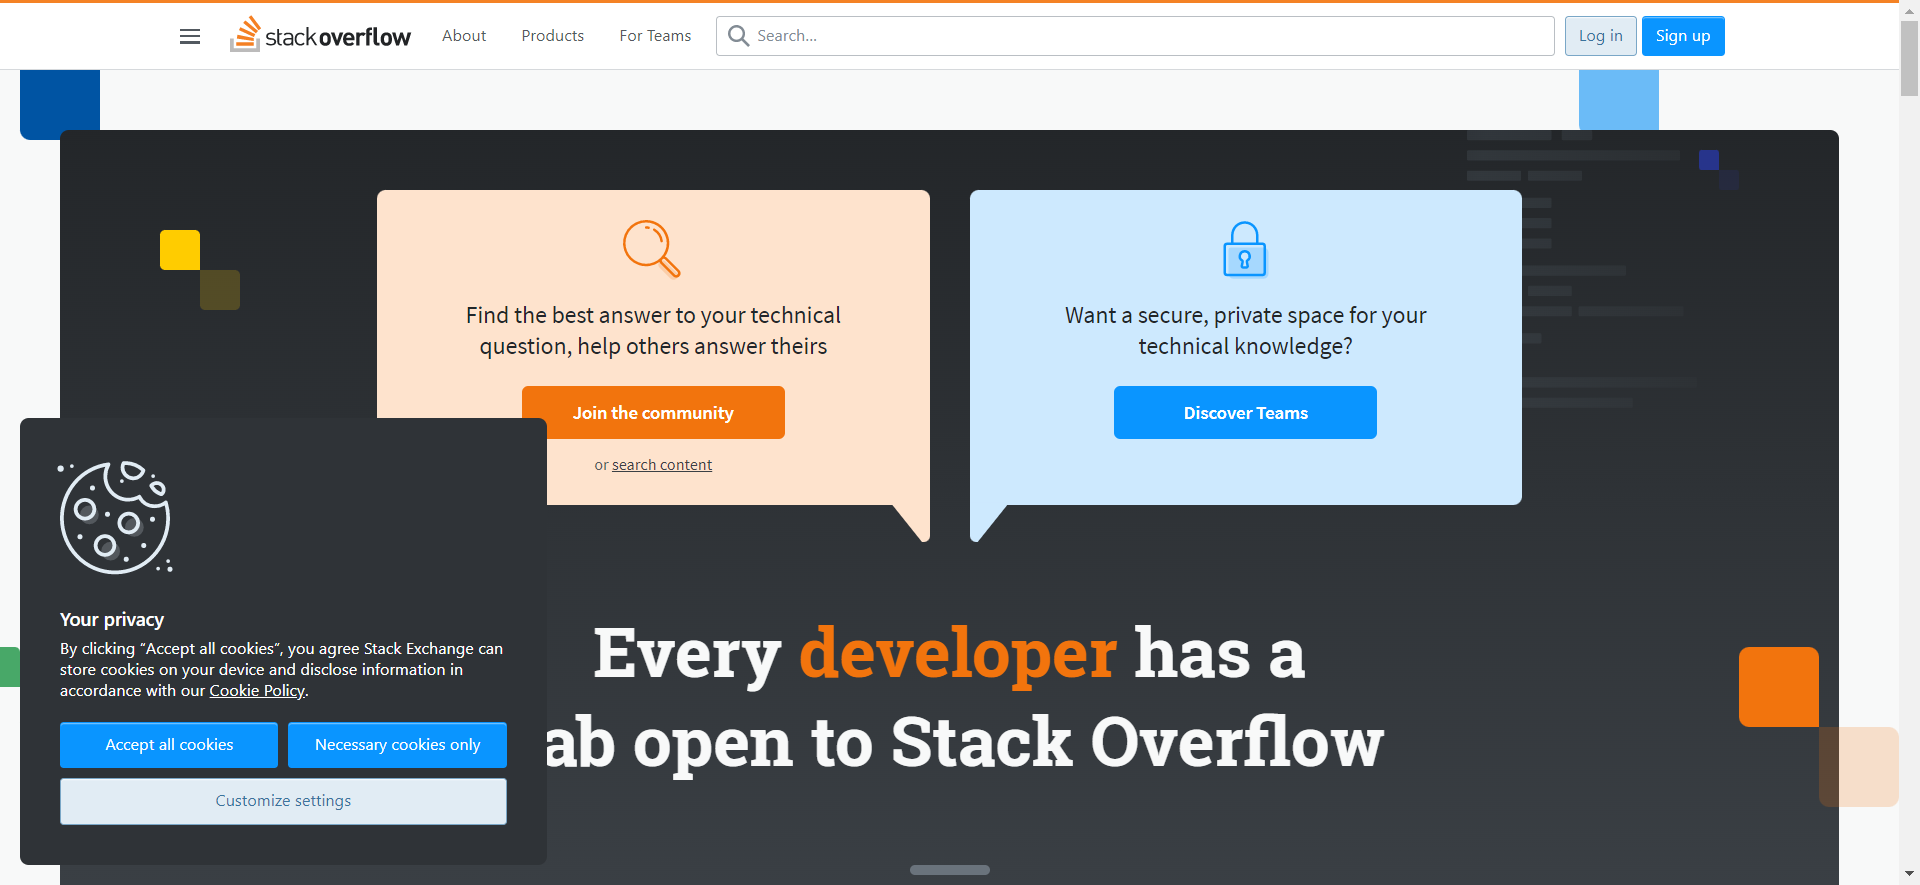 stackoverflow
About
Products
For Teams
Search...
Log in
Sign up
Find the best answer to your technical
question, help others answer theirs
Join the community
or search content
Want a secure, private space for your
technical knowledge?
Discover Teams
Every developer has a
ab open to Stack Overflow
Your privacy
By clicking “Accept all cookies”, you agree Stack Exchange can
store cookies on your device and disclose information in
accordance with our Cookie Policy.
Accept all cookies
Necessary cookies only
Customize settings